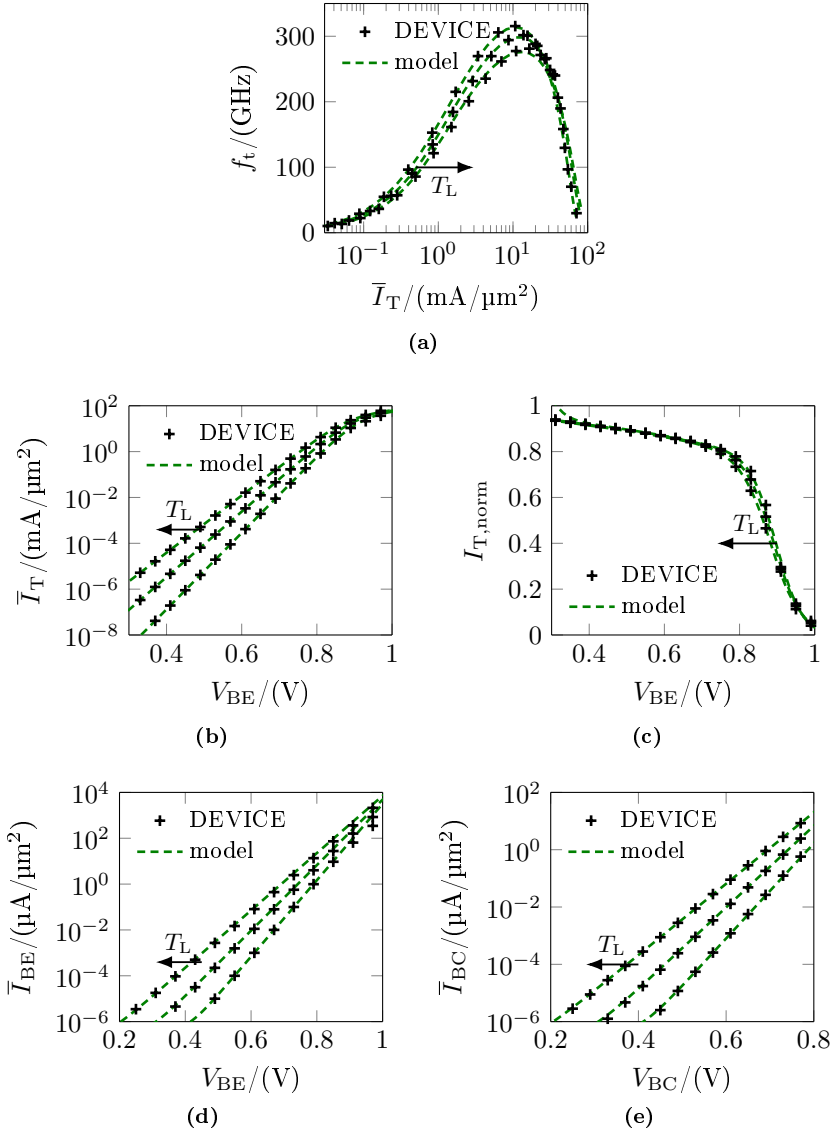 300
200
100
0
f_t/(GHz)
DEVICE
model
T_L
10^−1 10^0 10^1 10^2
I̅_T/(mA/µm²)
(a)
10^2
10^0
10^−2
10^−4
10^−6
10^−8
I̅_T/(mA/µm²)
DEVICE
model
T_L
0.4 0.6 0.8 1
V_BE/(V)
(b)
1
0.8
0.6
0.4
0.2
0
I_T,norm
T_L
DEVICE
model
0.4 0.6 0.8 1
V_BE/(V)
(c)
10^4
10^2
10^0
10^−2
10^−4
10^−6
I̅_BE/(µA/µm²)
DEVICE
model
T_L
0.2 0.4 0.6 0.8 1
V_BE/(V)
(d)
10^2
10^0
10^−2
10^−4
10^−6
I̅_BC/(µA/µm²)
DEVICE
model
T_L
0.2 0.4 0.6 0.8
V_BC/(V)
(e)